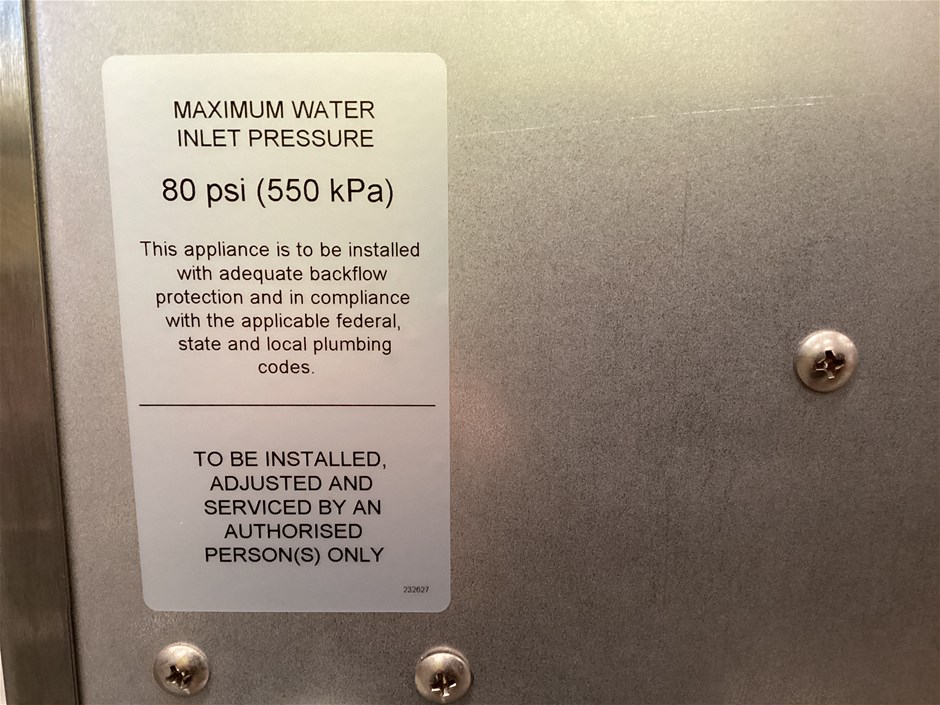 MAXIMUM WATER
INLET PRESSURE
80 psi (550 kPa)
This appliance is to be installed
with adequate backflow
protection and in compliance
with the applicable federal,
state and local plumbing
codes.
TO BE INSTALLED,
ADJUSTED AND
SERVICED BY AN
AUTHORISED
PERSON(S) ONLY
232627